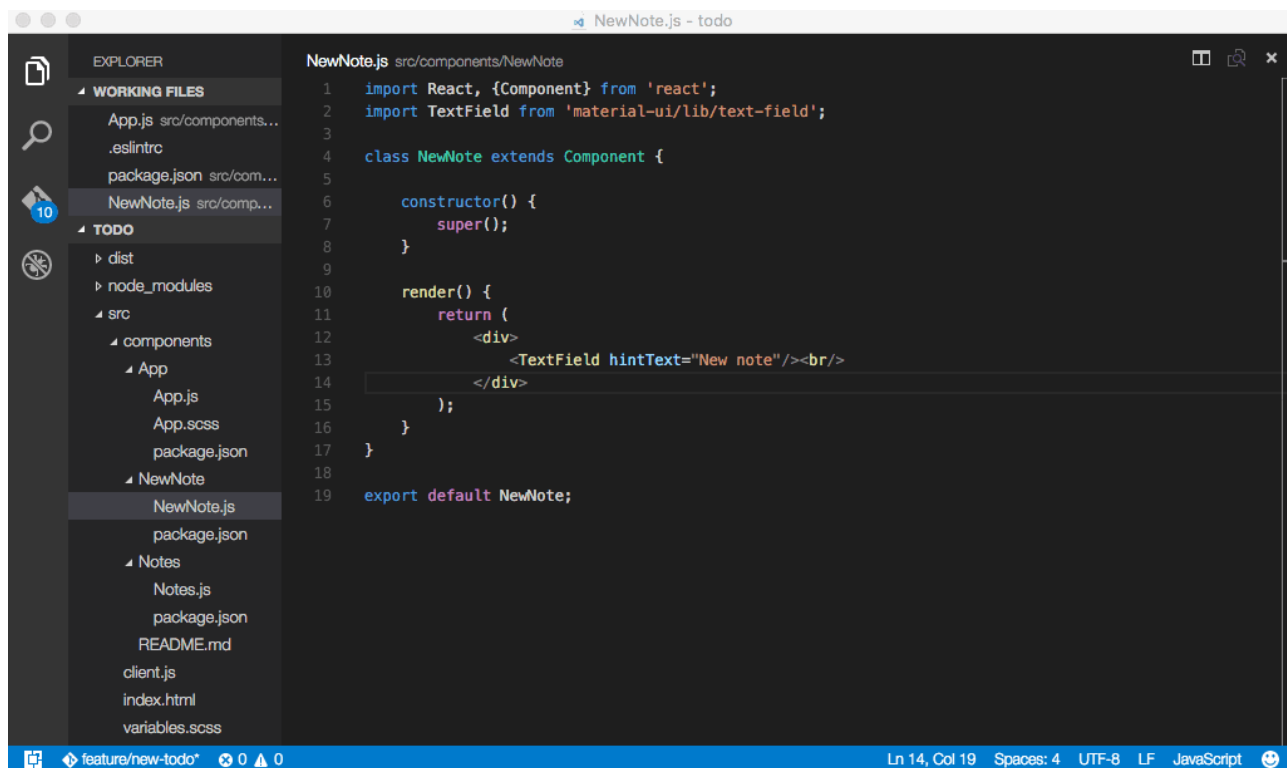 NewNote.js - todo
EXPLORER
WORKING FILES
App.js src/components...
.eslintrc
package.json src/com...
NewNote.js src/comp...
10
TODO
dist
node_modules
src
components
App
App.js
App.scss
package.json
NewNote
NewNote.js
package.json
Notes
Notes.js
package.json
README.md
client.js
index.html
variables.scss
NewNote.js src/components/NewNote
1 import React, {Component} from 'react';
2 import TextField from 'material-ui/lib/text-field';
3
4 class NewNote extends Component {
5
6 constructor() {
7 super();
8 }
9
10 render() {
11 return (
12 <div>
13 <TextField hintText="New note"/><br/>
14 </div>
15 );
16 }
17 }
18
19 export default NewNote;
feature/new-todo* 0 0 Ln 14, Col 19 Spaces: 4 UTF-8 LF JavaScript